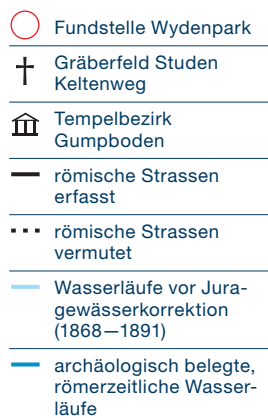 Fundstelle Wydenpark
Gräberfeld Studen
Keltenweg
Tempelbezirk
Gumpboden
römische Strassen
erfasst
römische Strassen
vermutet
Wasserläufe vor Jura-
gewässerkorrektion
(1868—1891)
archäologisch belegte,
römerzeitliche Wasser-
läufe